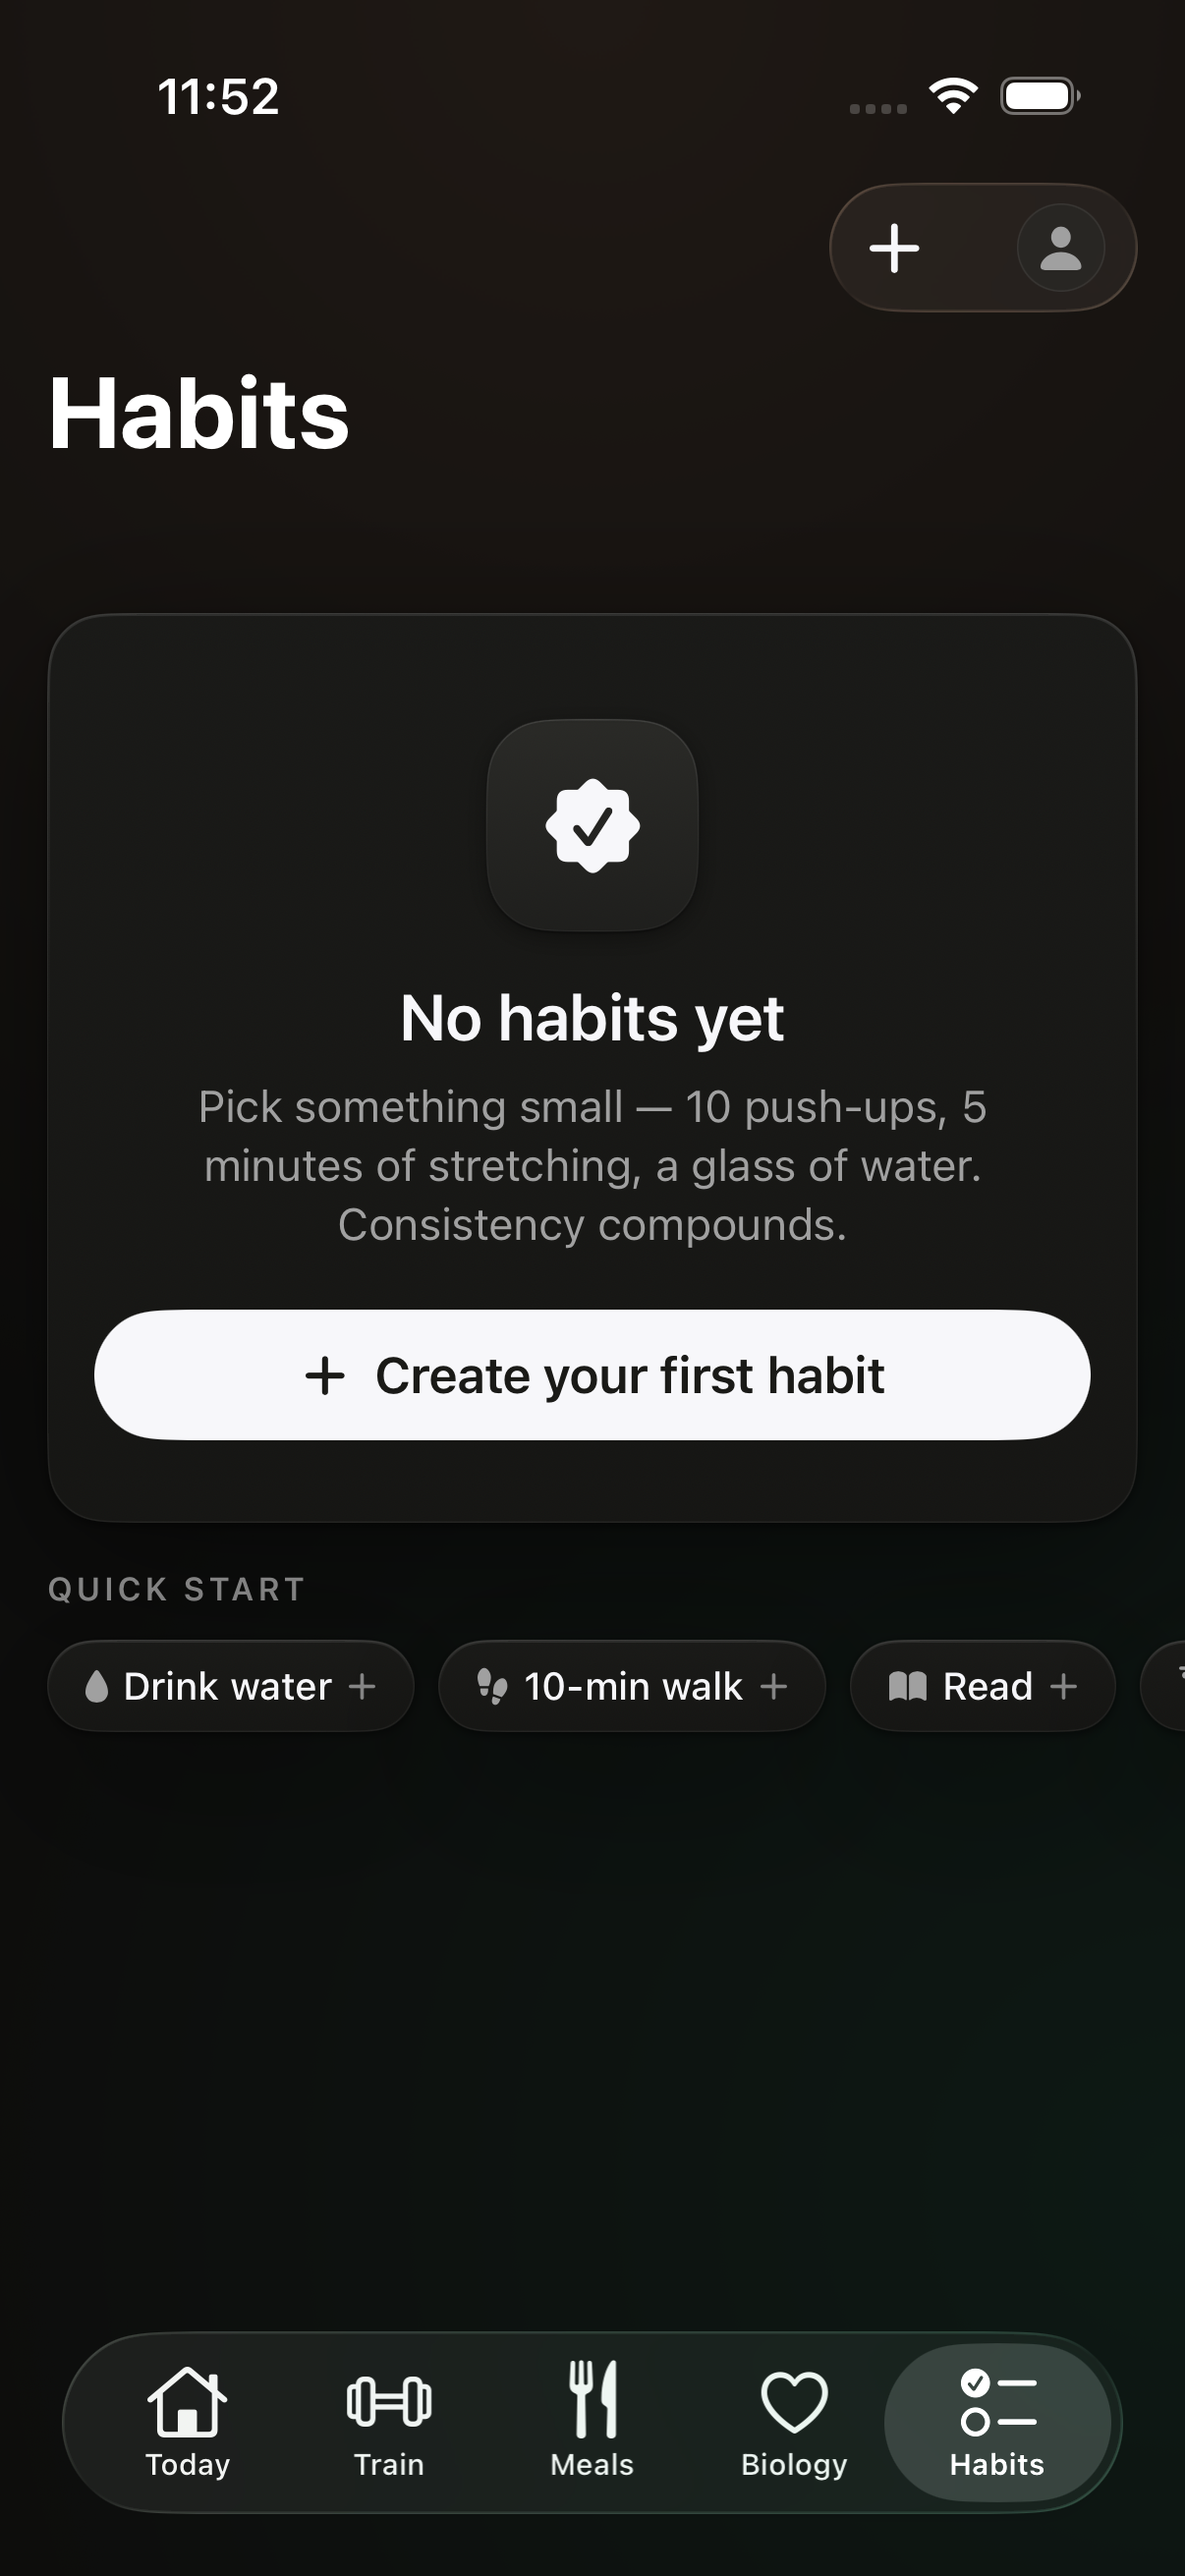 11:52
Habits
No habits yet
Pick something small — 10 push-ups, 5
minutes of stretching, a glass of water.
Consistency compounds.
Create your first habit
QUICK START
Drink water
10-min walk
Read
Today
Train
Meals
Biology
Habits